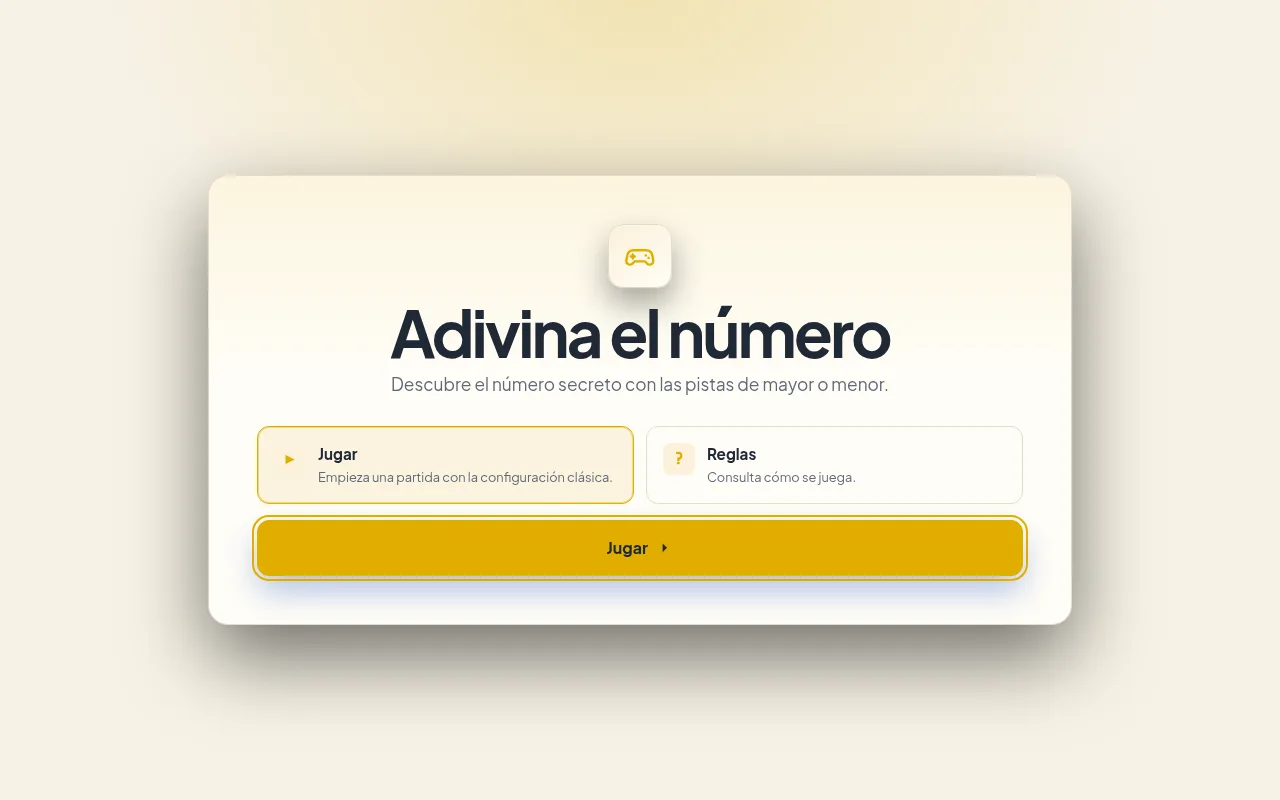 Adivina el número
Descubre el número secreto con las pistas de mayor o menor.
Jugar
Empieza una partida con la configuración clásica.
?
Reglas
Consulta cómo se juega.
Jugar